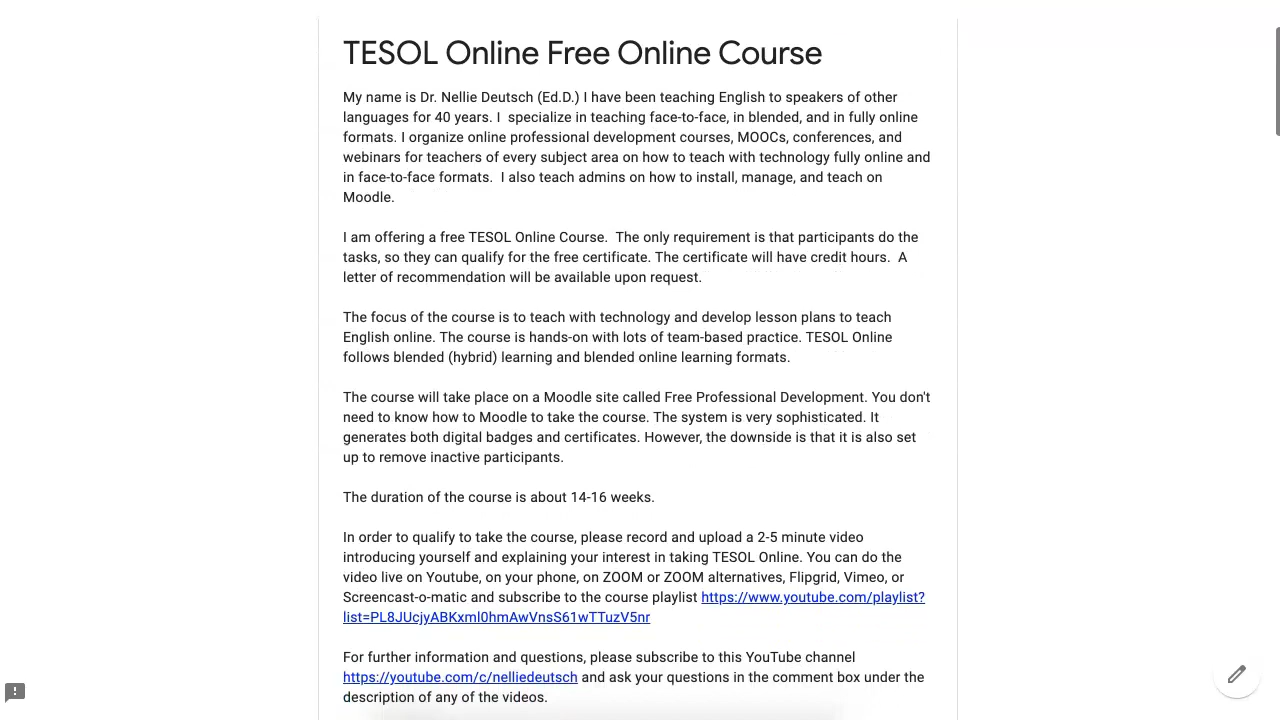 TESOL Online Free Online Course
My name is Dr. Nellie Deutsch (Ed.D.) I have been teaching English to speakers of other
languages for 40 years. I  specialize in teaching face-to-face, in blended, and in fully online
formats. I organize online professional development courses, MOOCs, conferences, and
webinars for teachers of every subject area on how to teach with technology fully online and
in face-to-face formats.  I also teach admins on how to install, manage, and teach on
Moodle.
I am offering a free TESOL Online Course.  The only requirement is that participants do the
tasks, so they can qualify for the free certificate. The certificate will have credit hours.  A
letter of recommendation will be available upon request.
The focus of the course is to teach with technology and develop lesson plans to teach
English online. The course is hands-on with lots of team-based practice. TESOL Online
follows blended (hybrid) learning and blended online learning formats.
The course will take place on a Moodle site called Free Professional Development. You don't
need to know how to Moodle to take the course. The system is very sophisticated. It
generates both digital badges and certificates. However, the downside is that it is also set
up to remove inactive participants.
The duration of the course is about 14-16 weeks.
In order to qualify to take the course, please record and upload a 2-5 minute video
introducing yourself and explaining your interest in taking TESOL Online. You can do the
video live on Youtube, on your phone, on ZOOM or ZOOM alternatives, Flipgrid, Vimeo, or
Screencast-o-matic and subscribe to the course playlist https://www.youtube.com/playlist?
list=PL8JUcjyABKxml0hmAwVnsS61wTTuzV5nr
For further information and questions, please subscribe to this YouTube channel
https://youtube.com/c/nelliedeutsch and ask your questions in the comment box under the
description of any of the videos.